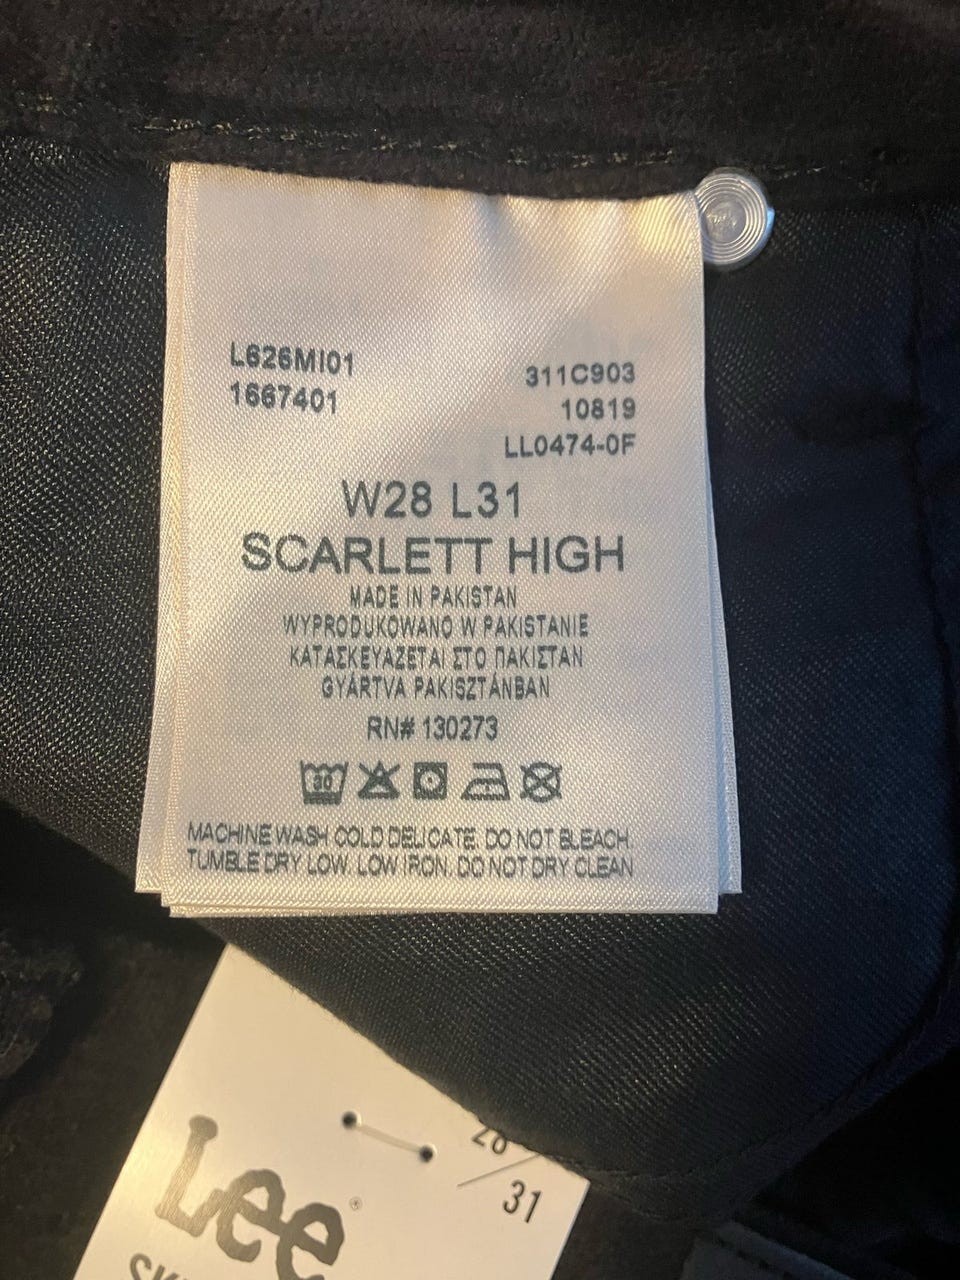 L626MI01
1667401
311C903
10819
LL0474-0F
W28 L31
SCARLETT HIGH
MADE IN PAKISTAN
WYPRODUKOWANO W PAKISTANIE
ΚΑΤΑΣΚΕΥΑΖΕΤΑΙ ΣΤΟ ΠΑΚΙΣΤΑΝ
GYÁRTVA PAKISZTÁNBAN
RN# 130273
30
MACHINE WASH COLD DELICATE. DO NOT BLEACH.
TUMBLE DRY LOW. LOW IRON. DO NOT DRY CLEAN
28
31
Lee®